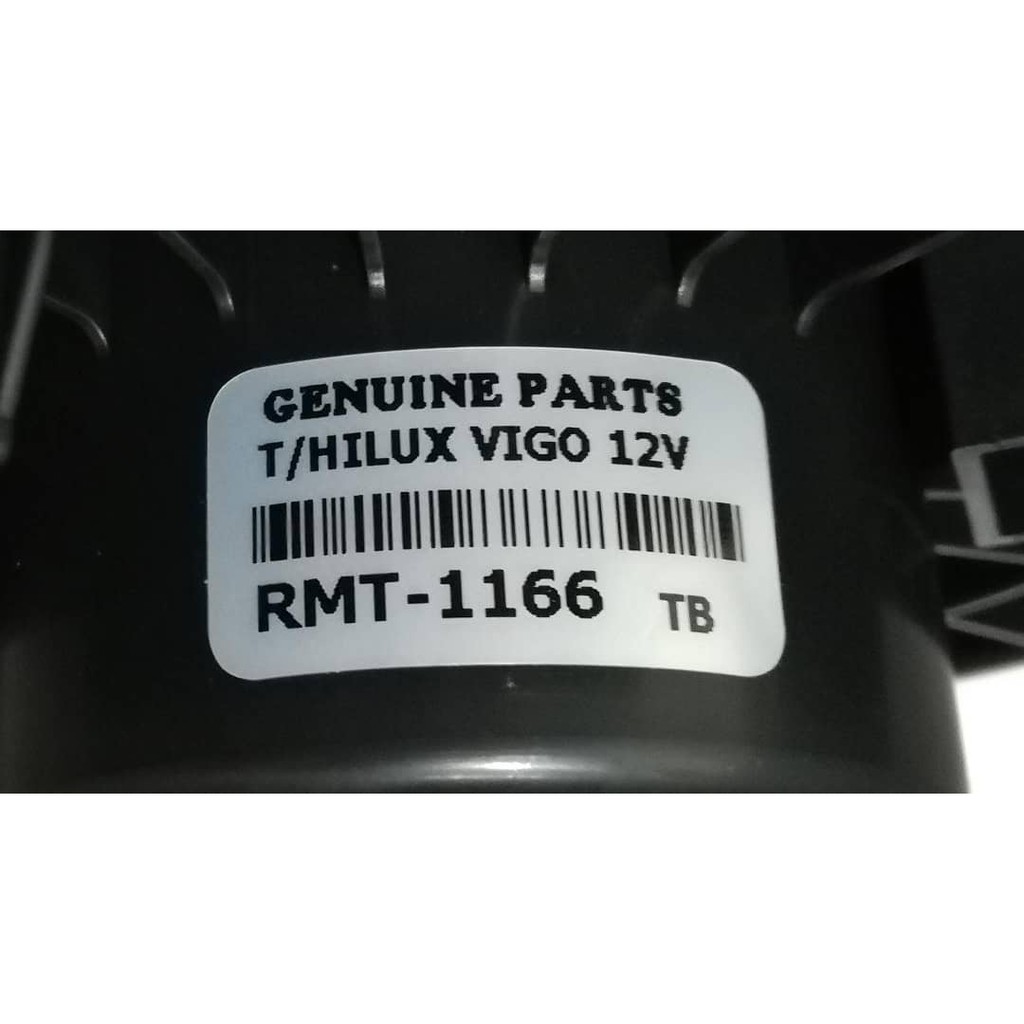 GENUINE PARTS
T/HILUX VIGO 12V
RMT-1166 TB